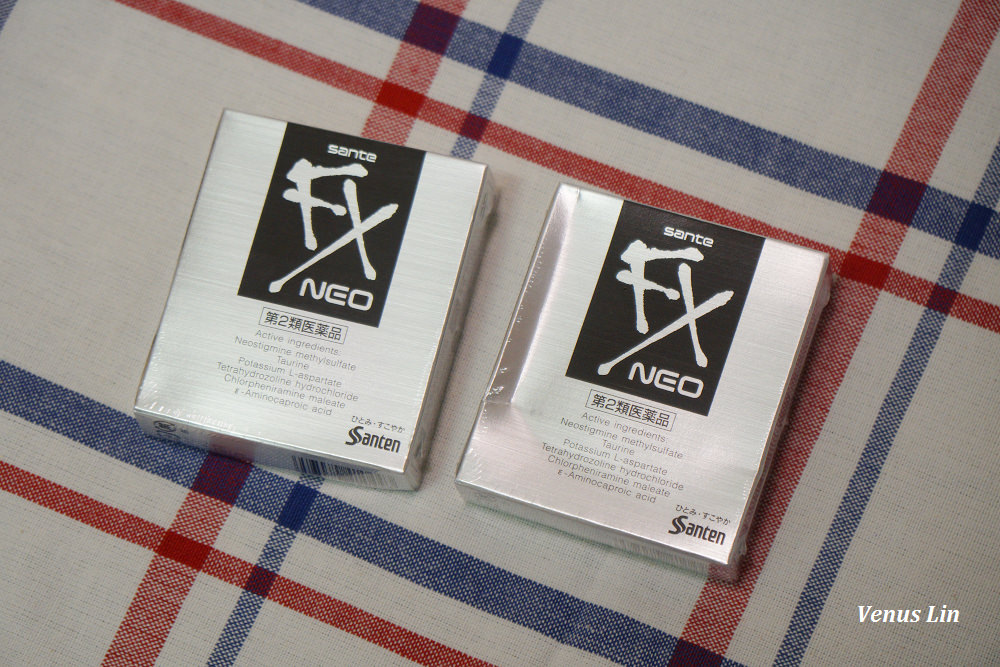 sante
FX
NEO
第2類医薬品
Active ingredients:
Neostigmine methylsulfate
Taurine
Potassium L-aspartate
Tetrahydrozoline hydrochloride
Chlorpheniramine maleate
ε-Aminocaproic acid
ひとみ・すこやか
Santen
sante
FX
NEO
第2類医薬品
Active ingredients:
Neostigmine methylsulfate
Taurine
Potassium L-aspartate
Tetrahydrozoline hydrochloride
Chlorpheniramine maleate
ε-Aminocaproic acid
ひとみ・すこやか
Santen
Venus Lin